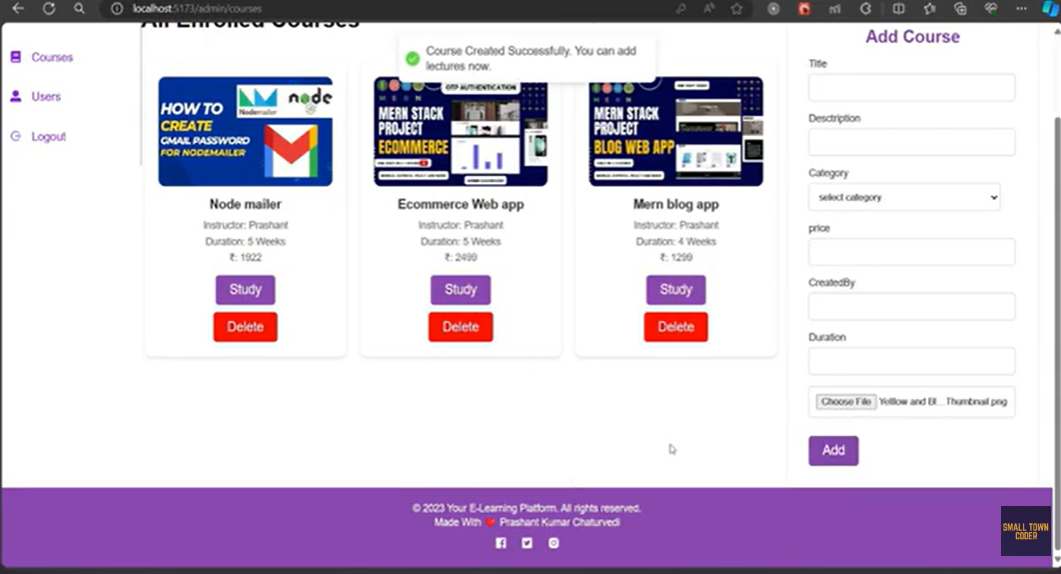 localhost:5173/admin/courses
All Enrolled Courses
Courses
Users
Logout
Course Created Successfully. You can add
lectures now.
HOW TO
CREATE
GMAIL PASSWORD
FOR NODEMAILER
Nodemailer
node
Node mailer
Instructor: Prashant
Duration: 5 Weeks
₹: 1922
Study
Delete
OTP AUTHENTICATION
MERN STACK
PROJECT
ECOMMERCE
Ecommerce Web app
Instructor: Prashant
Duration: 5 Weeks
₹: 2499
Study
Delete
MERN STACK
PROJECT
BLOG WEB APP
Mern blog app
Instructor: Prashant
Duration: 4 Weeks
₹: 1299
Study
Delete
Add Course
Title
Desctription
Category
select category
price
CreatedBy
Duration
Choose File Yelllow and Bl...Thumbnail.png
Add
© 2023 Your E-Learning Platform. All rights reserved.
Made With ❤️ Prashant Kumar Chaturvedi
SMALL TOWN
CODER